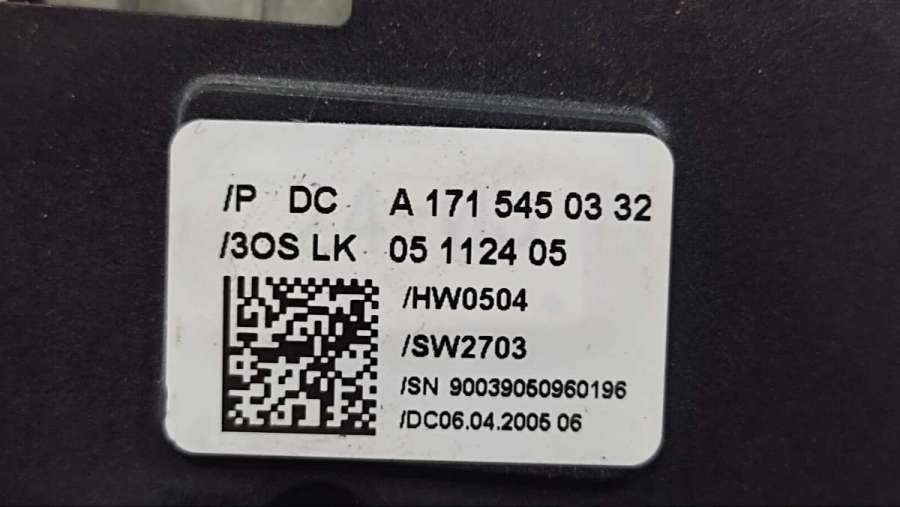 /P DC A 171 545 03 32
/3OS LK 05 1124 05
/HW0504
/SW2703
/SN 90039050960196
/DC06.04.2005 06